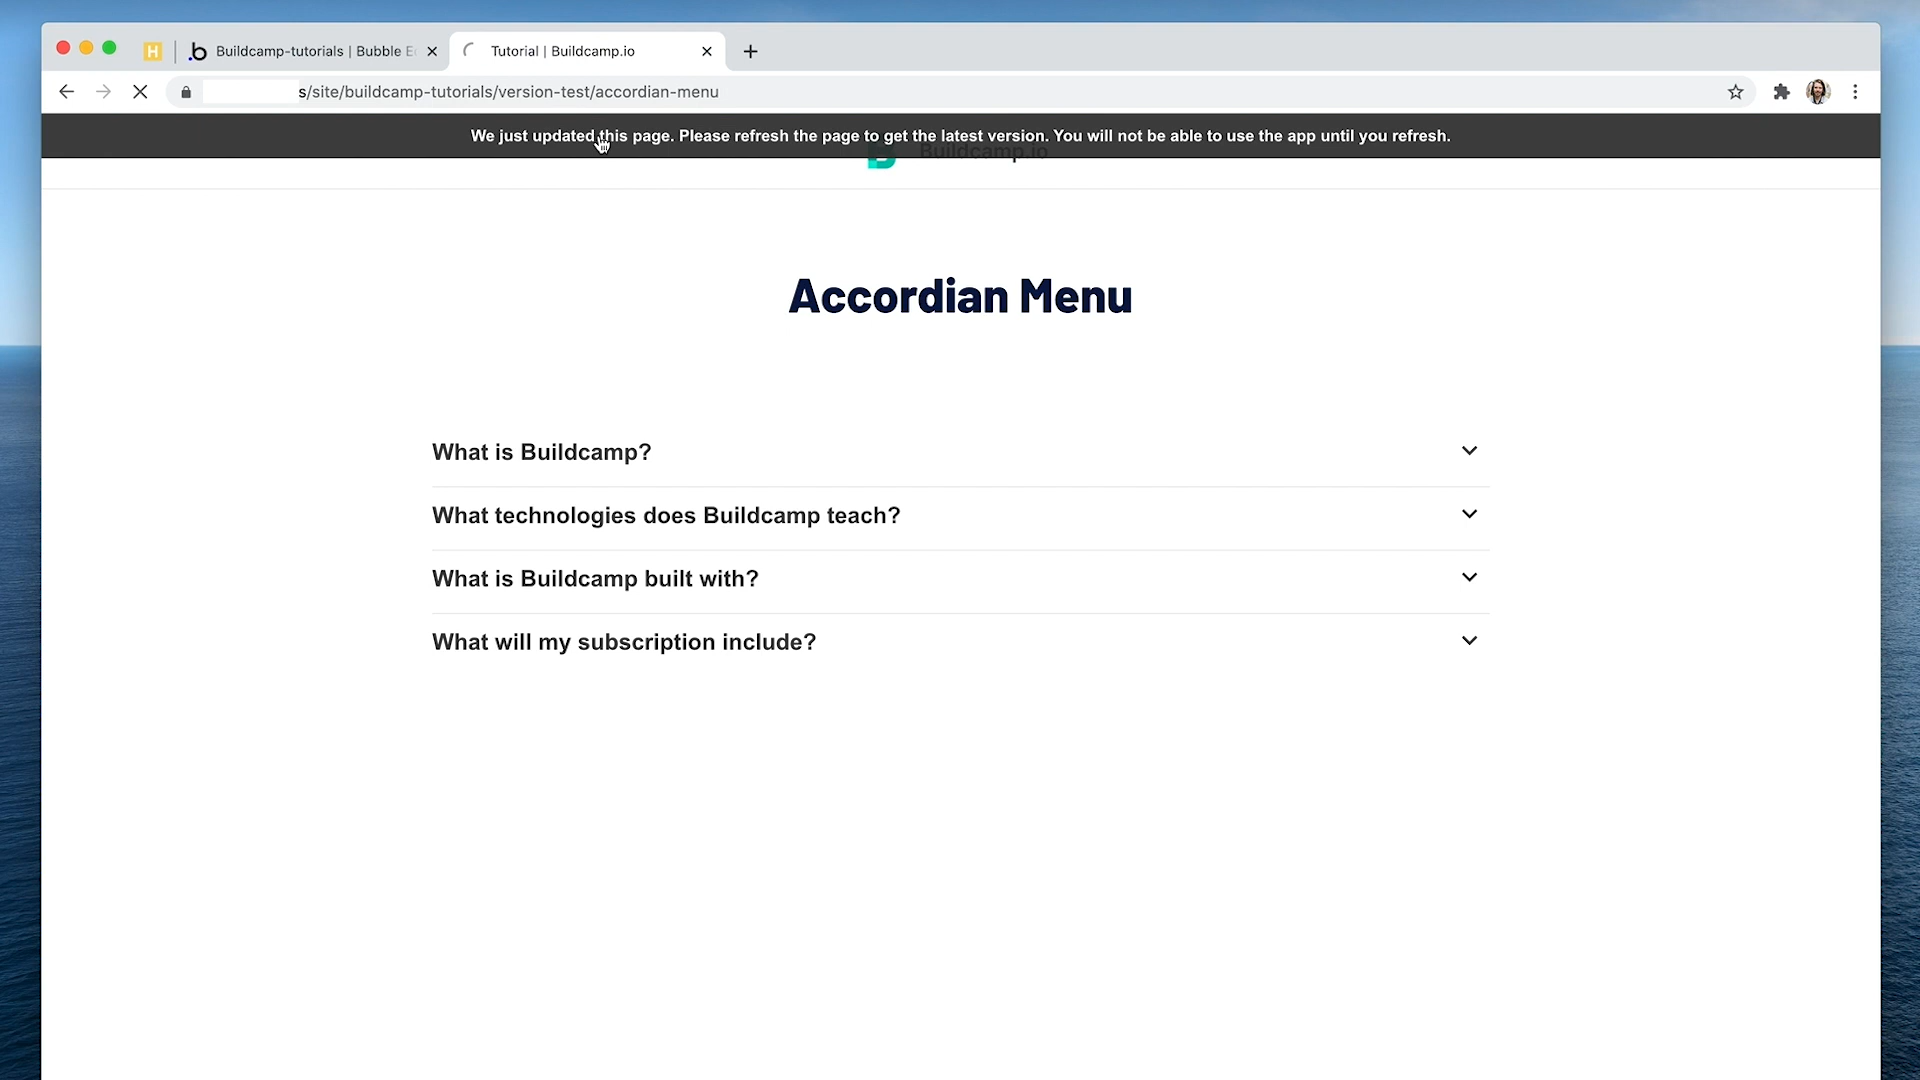 H
b Buildcamp-tutorials | Bubble E
Tutorial | Buildcamp.io
s/site/buildcamp-tutorials/version-test/accordian-menu
We just updated this page. Please refresh the page to get the latest version. You will not be able to use the app until you refresh.
Buildcamp.io
Accordian Menu
What is Buildcamp?
What technologies does Buildcamp teach?
What is Buildcamp built with?
What will my subscription include?